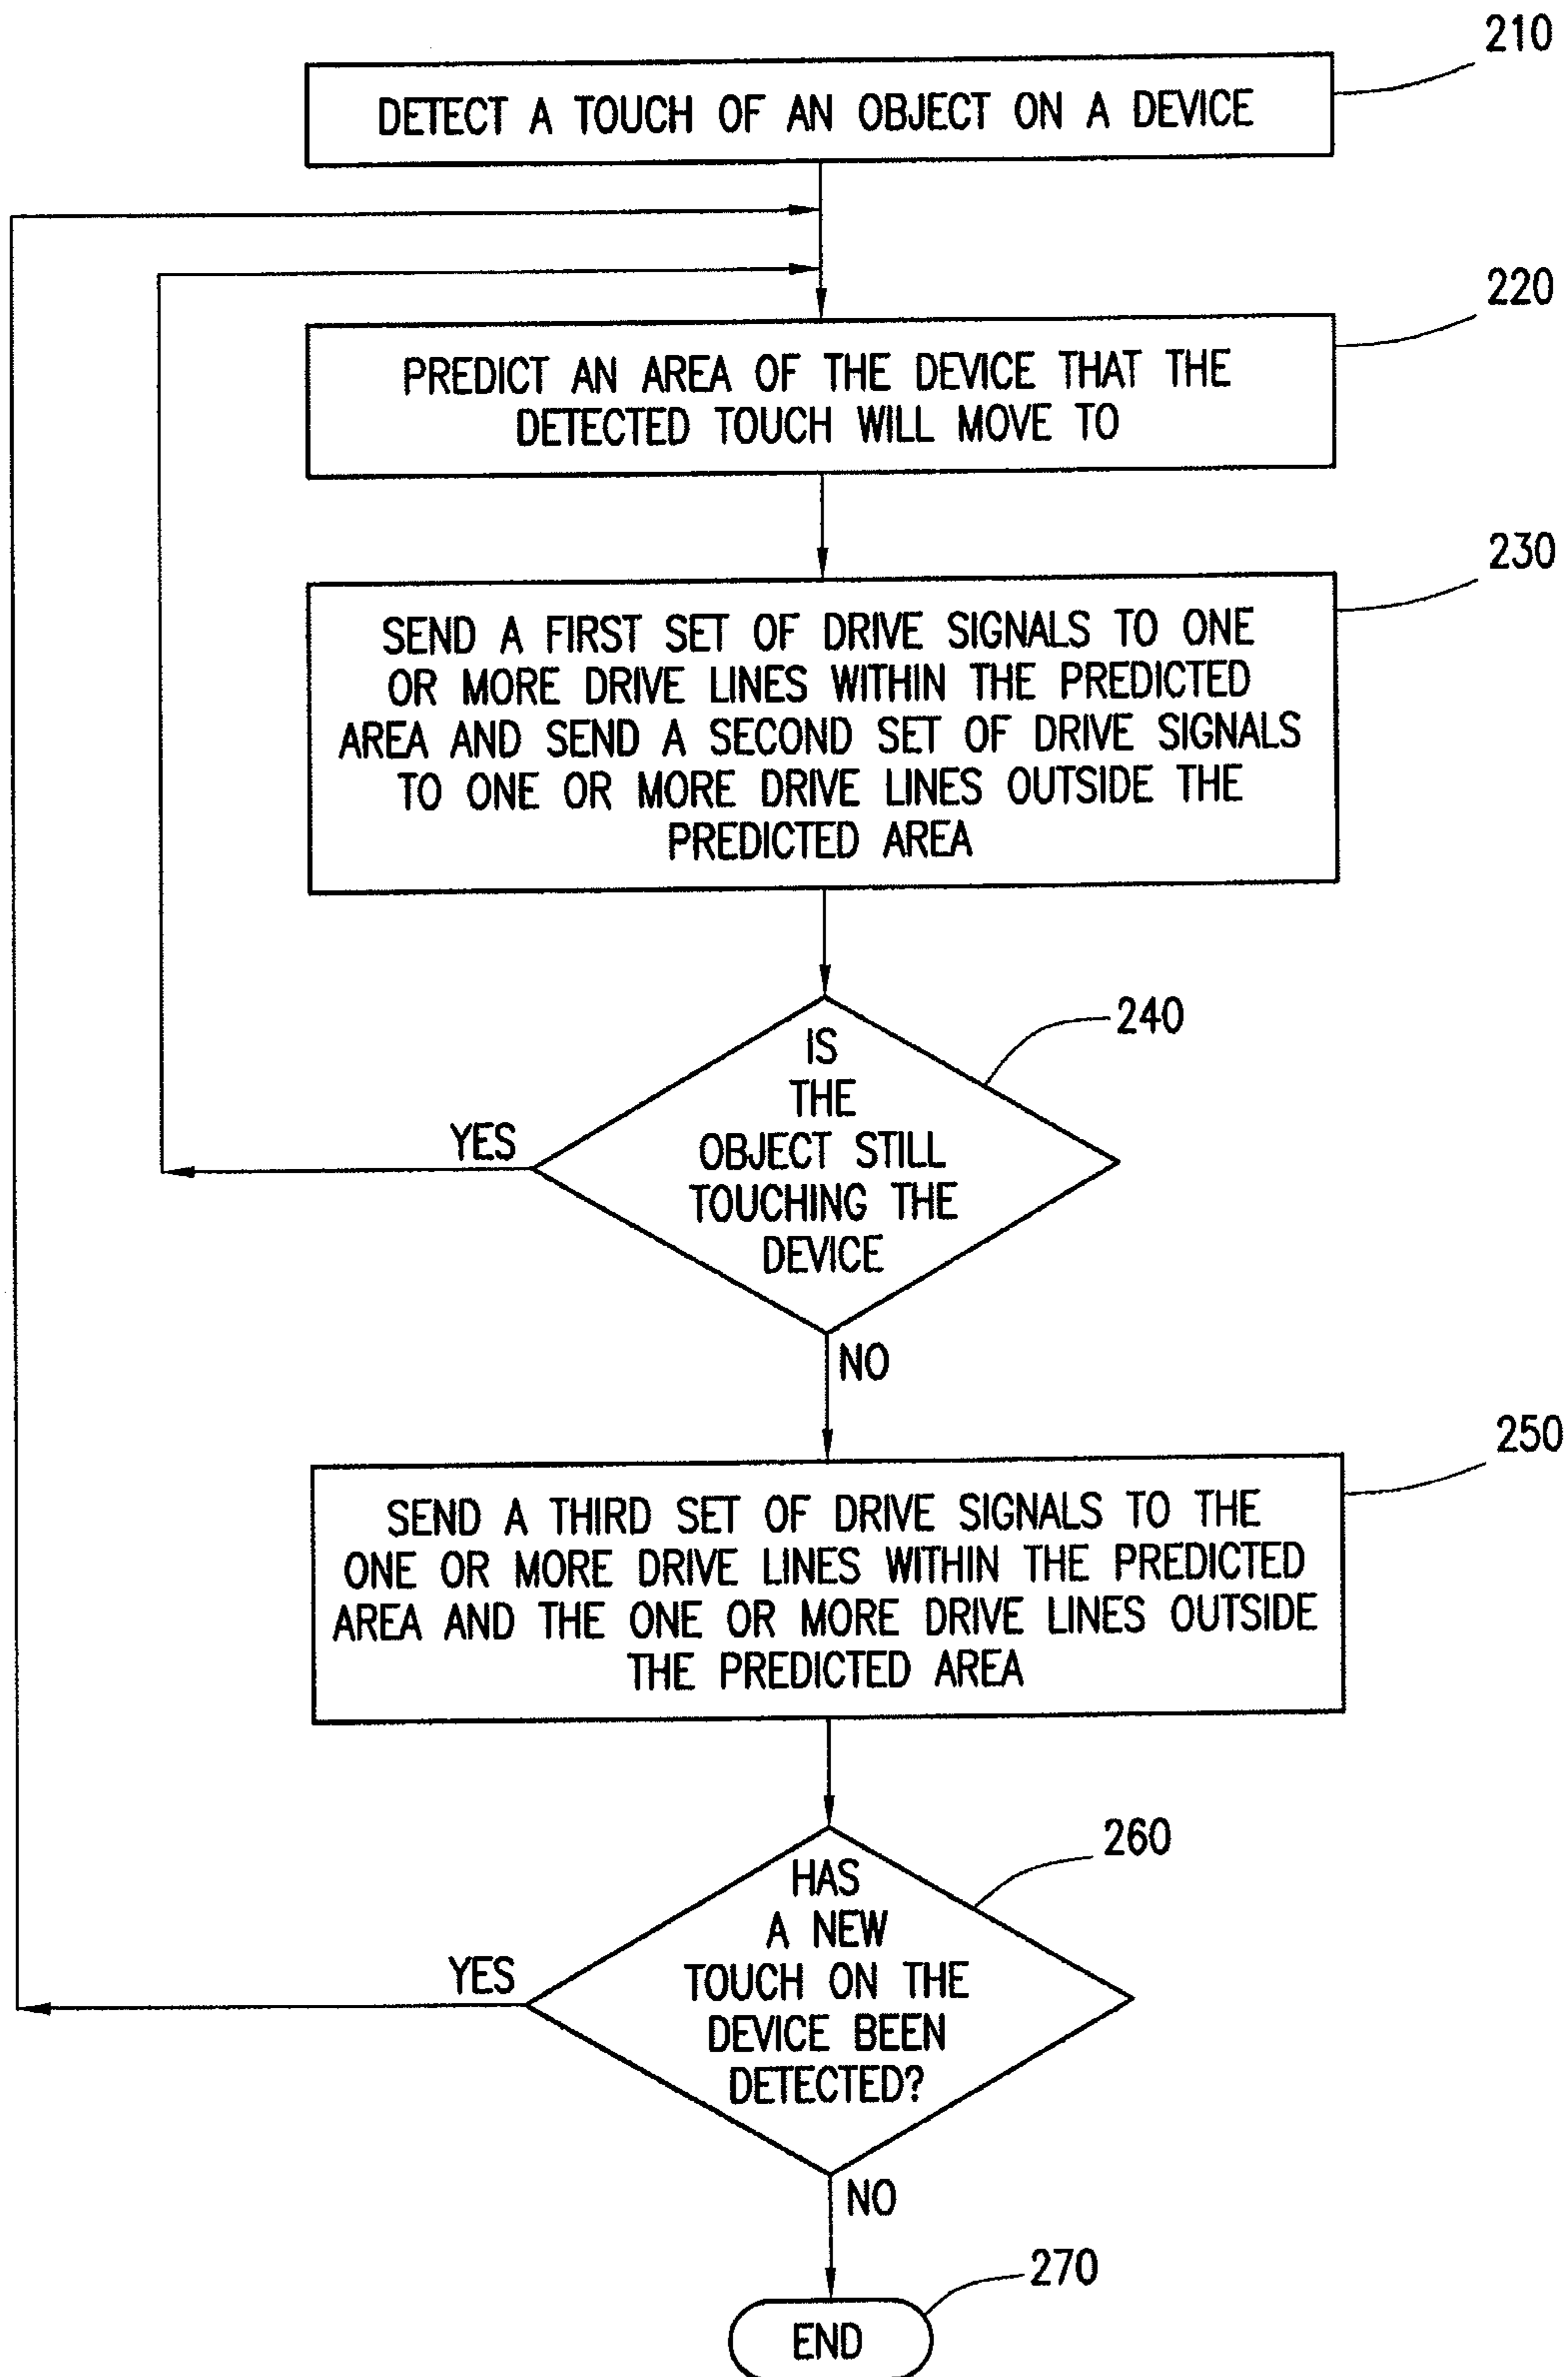 210
DETECT A TOUCH OF AN OBJECT ON A DEVICE
220
PREDICT AN AREA OF THE DEVICE THAT THE
DETECTED TOUCH WILL MOVE TO
230
SEND A FIRST SET OF DRIVE SIGNALS TO ONE
OR MORE DRIVE LINES WITHIN THE PREDICTED
AREA AND SEND A SECOND SET OF DRIVE SIGNALS
TO ONE OR MORE DRIVE LINES OUTSIDE THE
PREDICTED AREA
240
IS
THE
OBJECT STILL
TOUCHING THE
DEVICE
YES
NO
250
SEND A THIRD SET OF DRIVE SIGNALS TO THE
ONE OR MORE DRIVE LINES WITHIN THE PREDICTED
AREA AND THE ONE OR MORE DRIVE LINES OUTSIDE
THE PREDICTED AREA
260
HAS
A NEW
TOUCH ON THE
DEVICE BEEN
DETECTED?
YES
NO
270
END